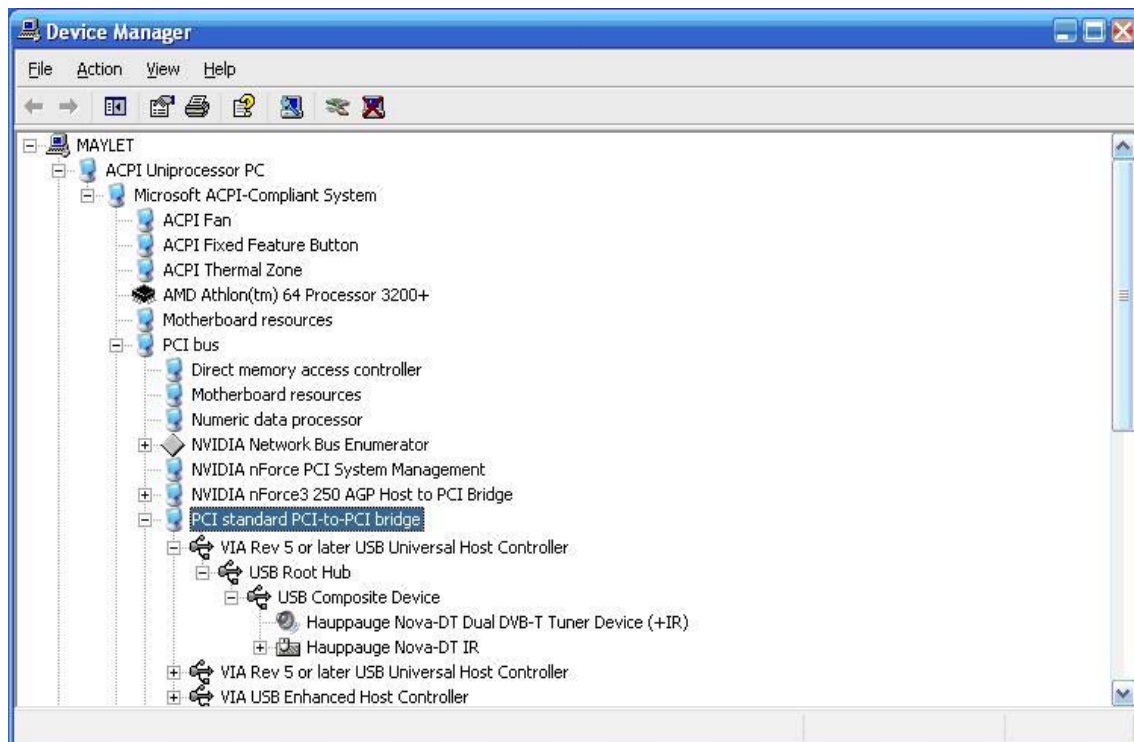 Device Manager
File Action View Help
MAYLET
ACPI Uniprocessor PC
Microsoft ACPI-Compliant System
ACPI Fan
ACPI Fixed Feature Button
ACPI Thermal Zone
AMD Athlon(tm) 64 Processor 3200+
Motherboard resources
PCI bus
Direct memory access controller
Motherboard resources
Numeric data processor
NVIDIA Network Bus Enumerator
NVIDIA nForce PCI System Management
NVIDIA nForce3 250 AGP Host to PCI Bridge
PCI standard PCI-to-PCI bridge
VIA Rev 5 or later USB Universal Host Controller
USB Root Hub
USB Composite Device
Hauppauge Nova-DT Dual DVB-T Tuner Device (+IR)
Hauppauge Nova-DT IR
VIA Rev 5 or later USB Universal Host Controller
VIA USB Enhanced Host Controller